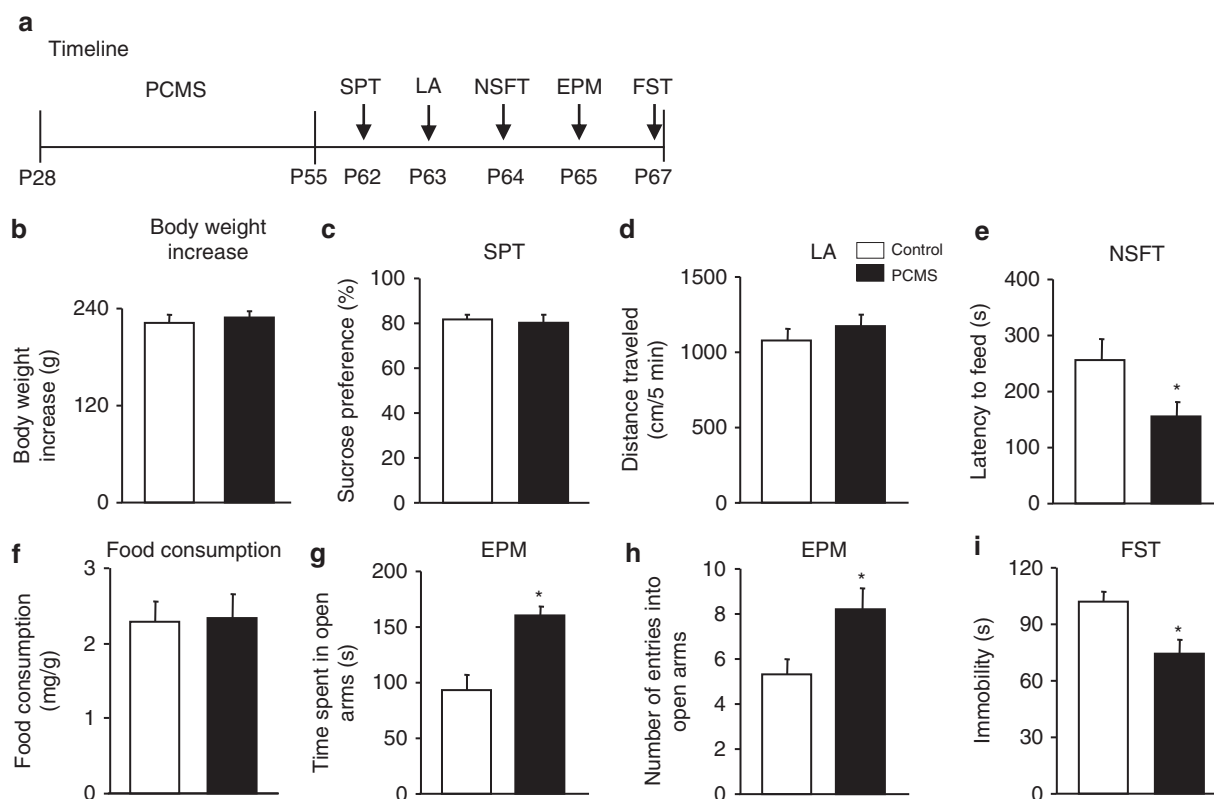 a
Timeline
PCMS
SPT LA NSFT EPM FST
P28 P55 P62 P63 P64 P65 P67
b
Body weight
increase
Body weight
increase (g)
240
120
0
c
SPT
Sucrose preference (%)
100
80
60
40
20
0
d
LA
Control
PCMS
Distance traveled
(cm/5 min)
1500
1000
500
0
e
NSFT
Latency to feed (s)
400
300
200
100
0
*
f
Food consumption
Food consumption
(mg/g)
3
2
1
0
g
EPM
Time spent in open
arms (s)
200
150
100
50
0
*
h
EPM
Number of entries into
open arms
10
8
6
4
2
0
*
i
FST
Immobility (s)
120
90
60
30
0
*